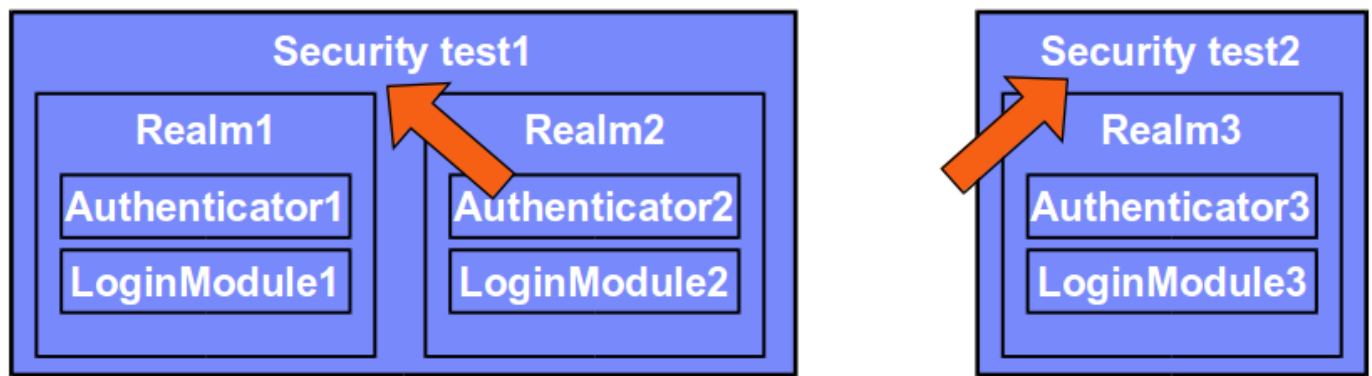 Security test1
Realm1
Authenticator1
LoginModule1
Realm2
Authenticator2
LoginModule2
Security test2
Realm3
Authenticator3
LoginModule3